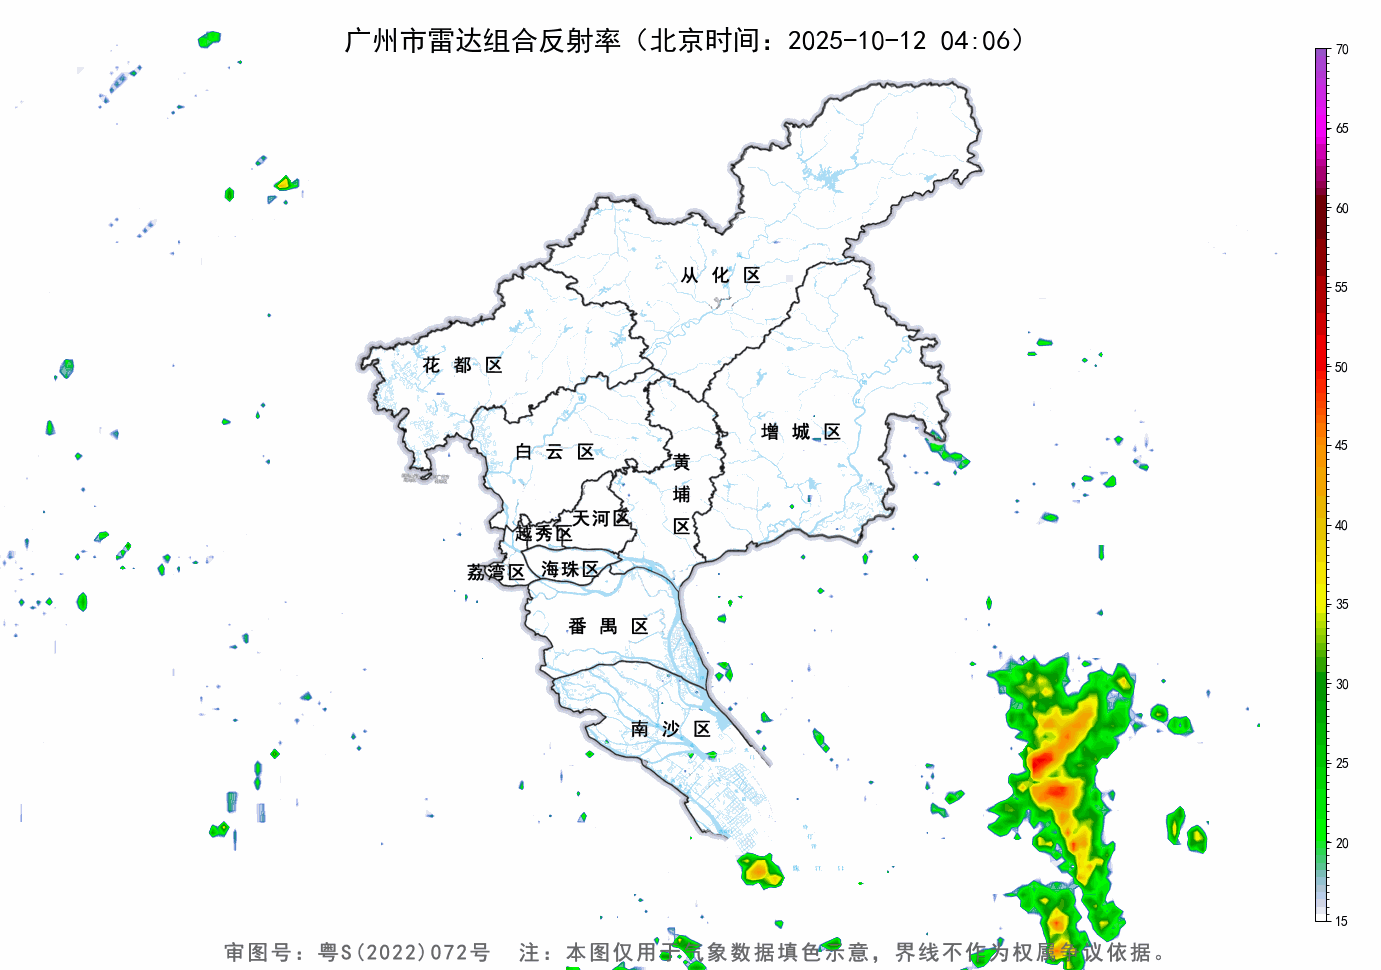 广州市雷达组合反射率（北京时间：2025-10-12 04:06）
70
65
60
55
50
45
40
35
30
25
20
15
从化区
花都区
增城区
白云区
黄埔区
天河区
越秀区
荔湾区
海珠区
番禺区
南沙区
审图号：粤S(2022)072号 注：本图仅用于气象数据填色示意，界线不作为权属争议依据。